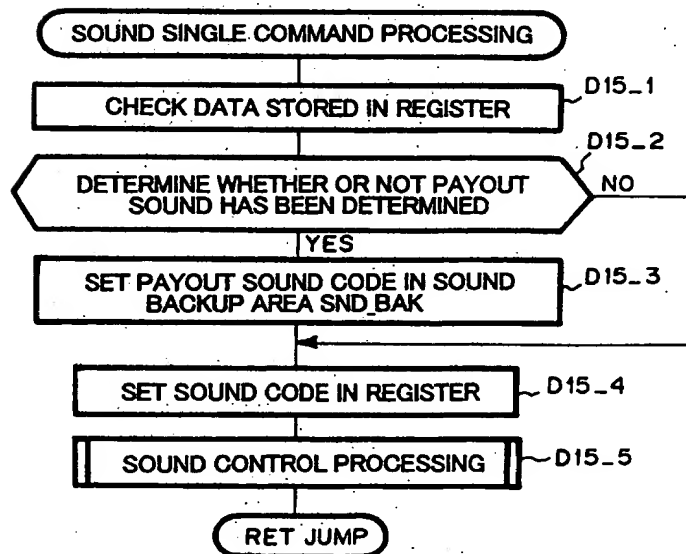 SOUND SINGLE COMMAND PROCESSING
D15_1
CHECK DATA STORED IN REGISTER
D15_2
DETERMINE WHETHER OR NOT PAYOUT
SOUND HAS BEEN DETERMINED
NO
YES
SET PAYOUT SOUND CODE IN SOUND
BACKUP AREA SND_BAK
D15_3
SET SOUND CODE IN REGISTER
D15_4
SOUND CONTROL PROCESSING
D15_5
RET JUMP